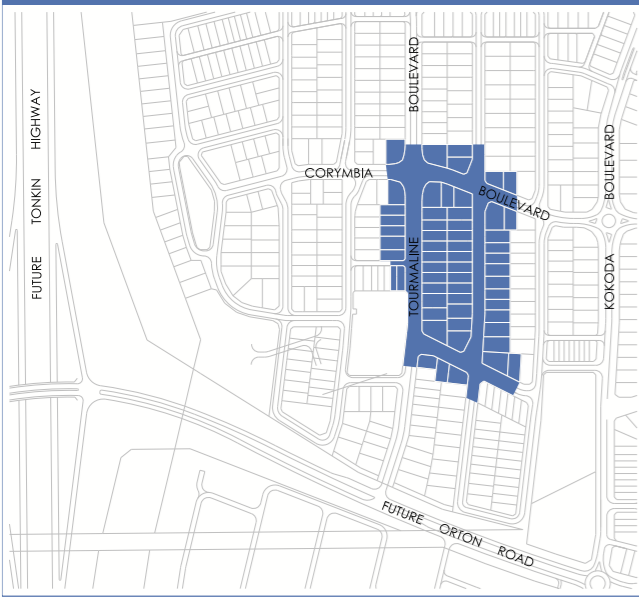 BOULEVARD
FUTURE TONKIN HIGHWAY
CORYMBIA BOULEVARD
BOULEVARD
TOURMALINE
KOKODA
FUTURE ORTON ROAD